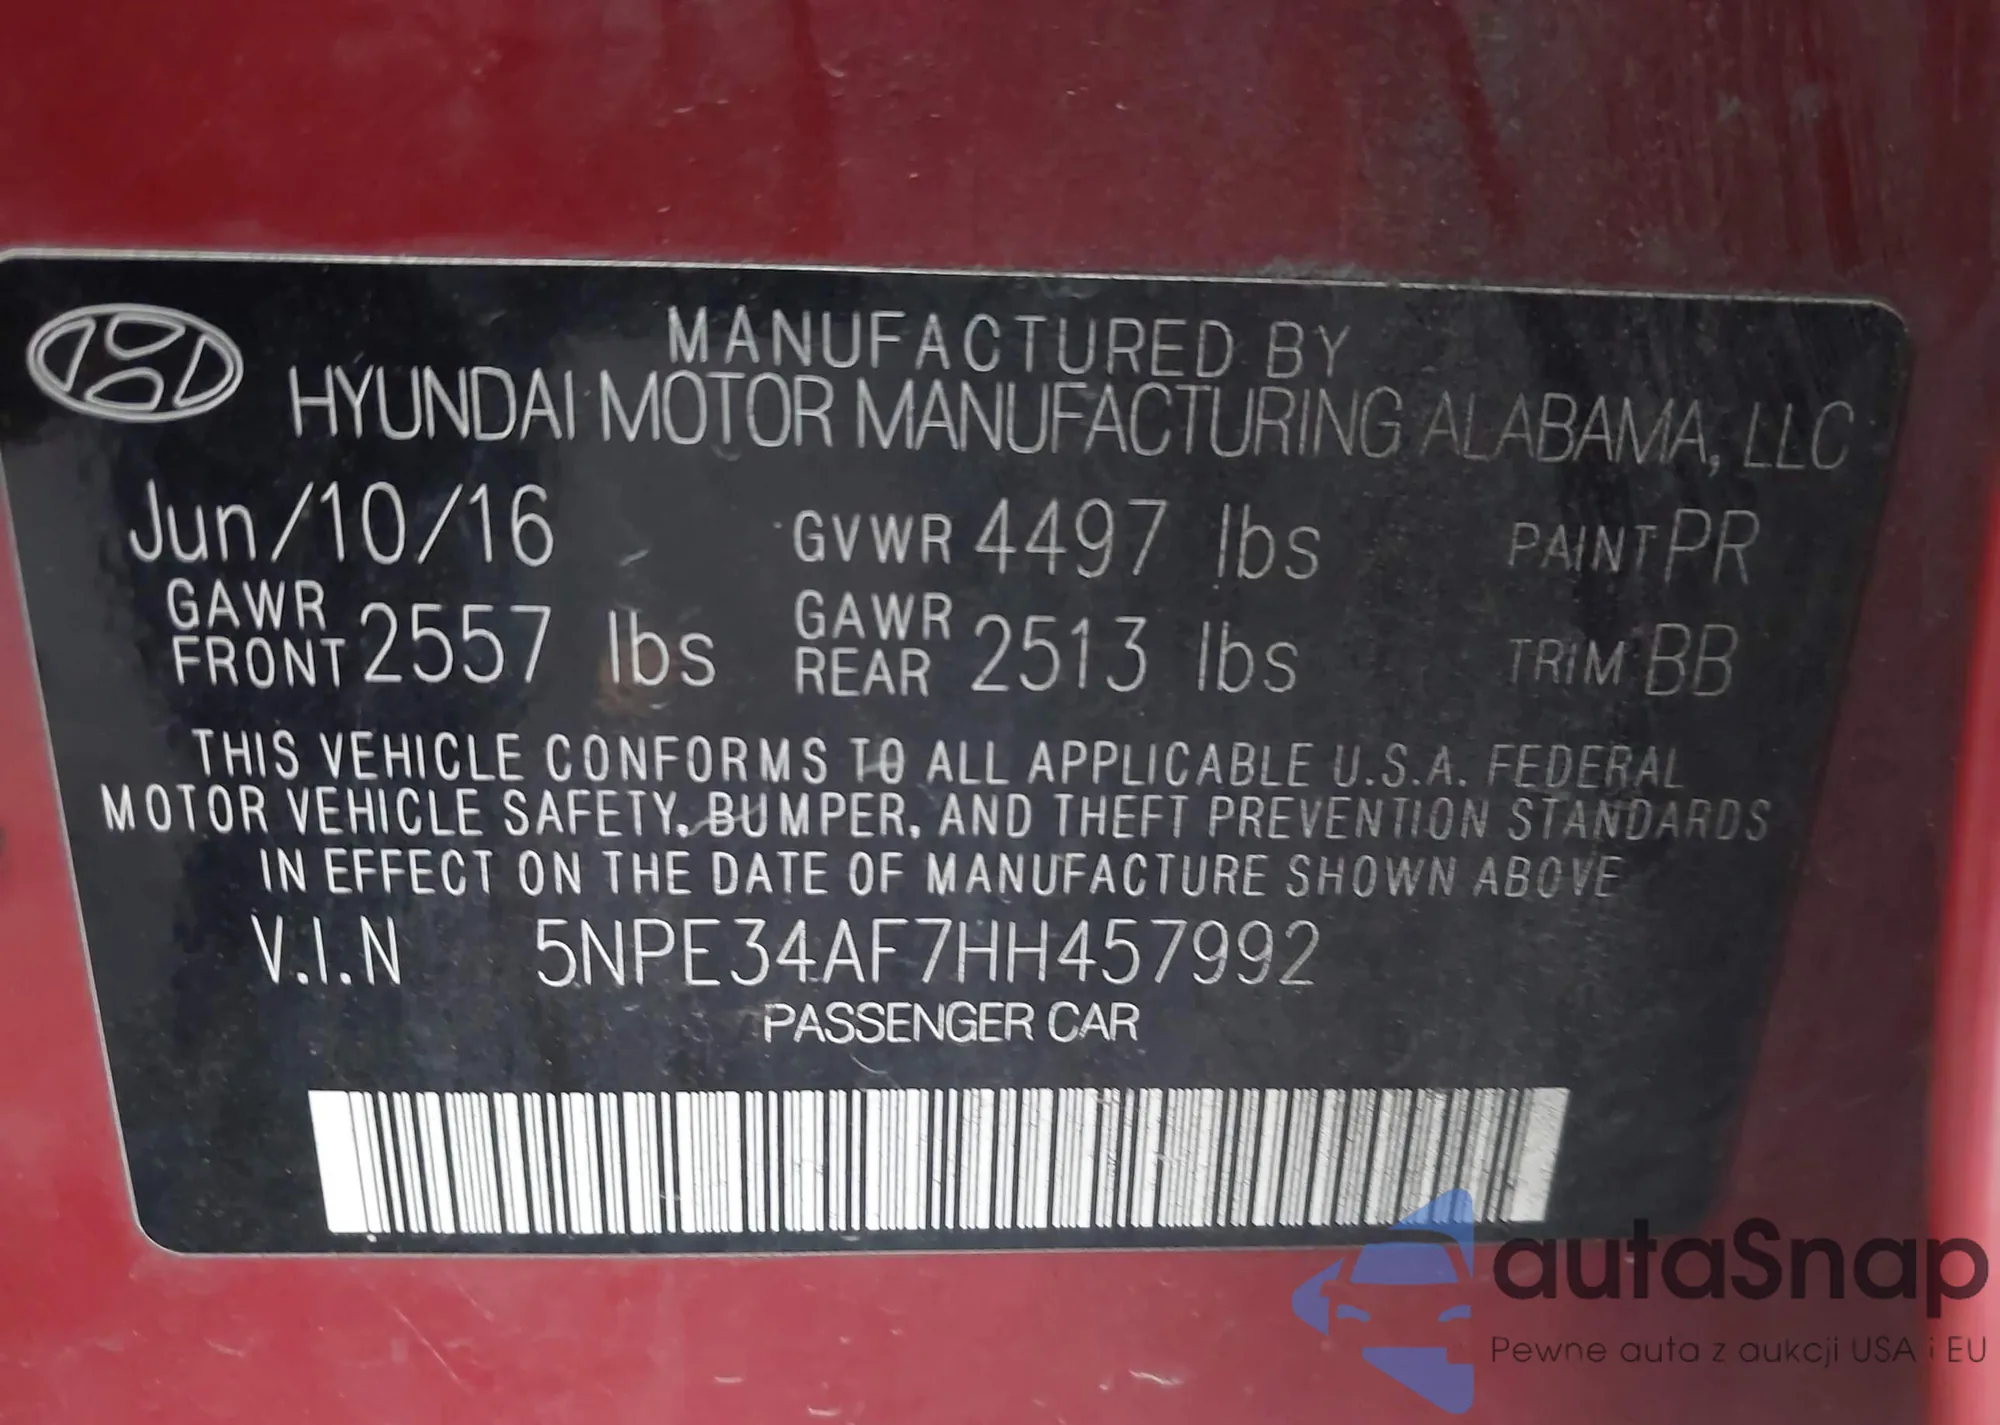 MANUFACTURED BY
HYUNDAI MOTOR MANUFACTURING ALABAMA, LLC
Jun/10/16 GVWR 4497 lbs PAINT PR
GAWR FRONT 2557 lbs GAWR REAR 2513 lbs TRIM BB
THIS VEHICLE CONFORMS TO ALL APPLICABLE U.S.A. FEDERAL
MOTOR VEHICLE SAFETY, BUMPER, AND THEFT PREVENTION STANDARDS
IN EFFECT ON THE DATE OF MANUFACTURE SHOWN ABOVE
V.I.N 5NPE34AF7HH457992
PASSENGER CAR
autaSnap
Pewne auta z aukcji USA i EU